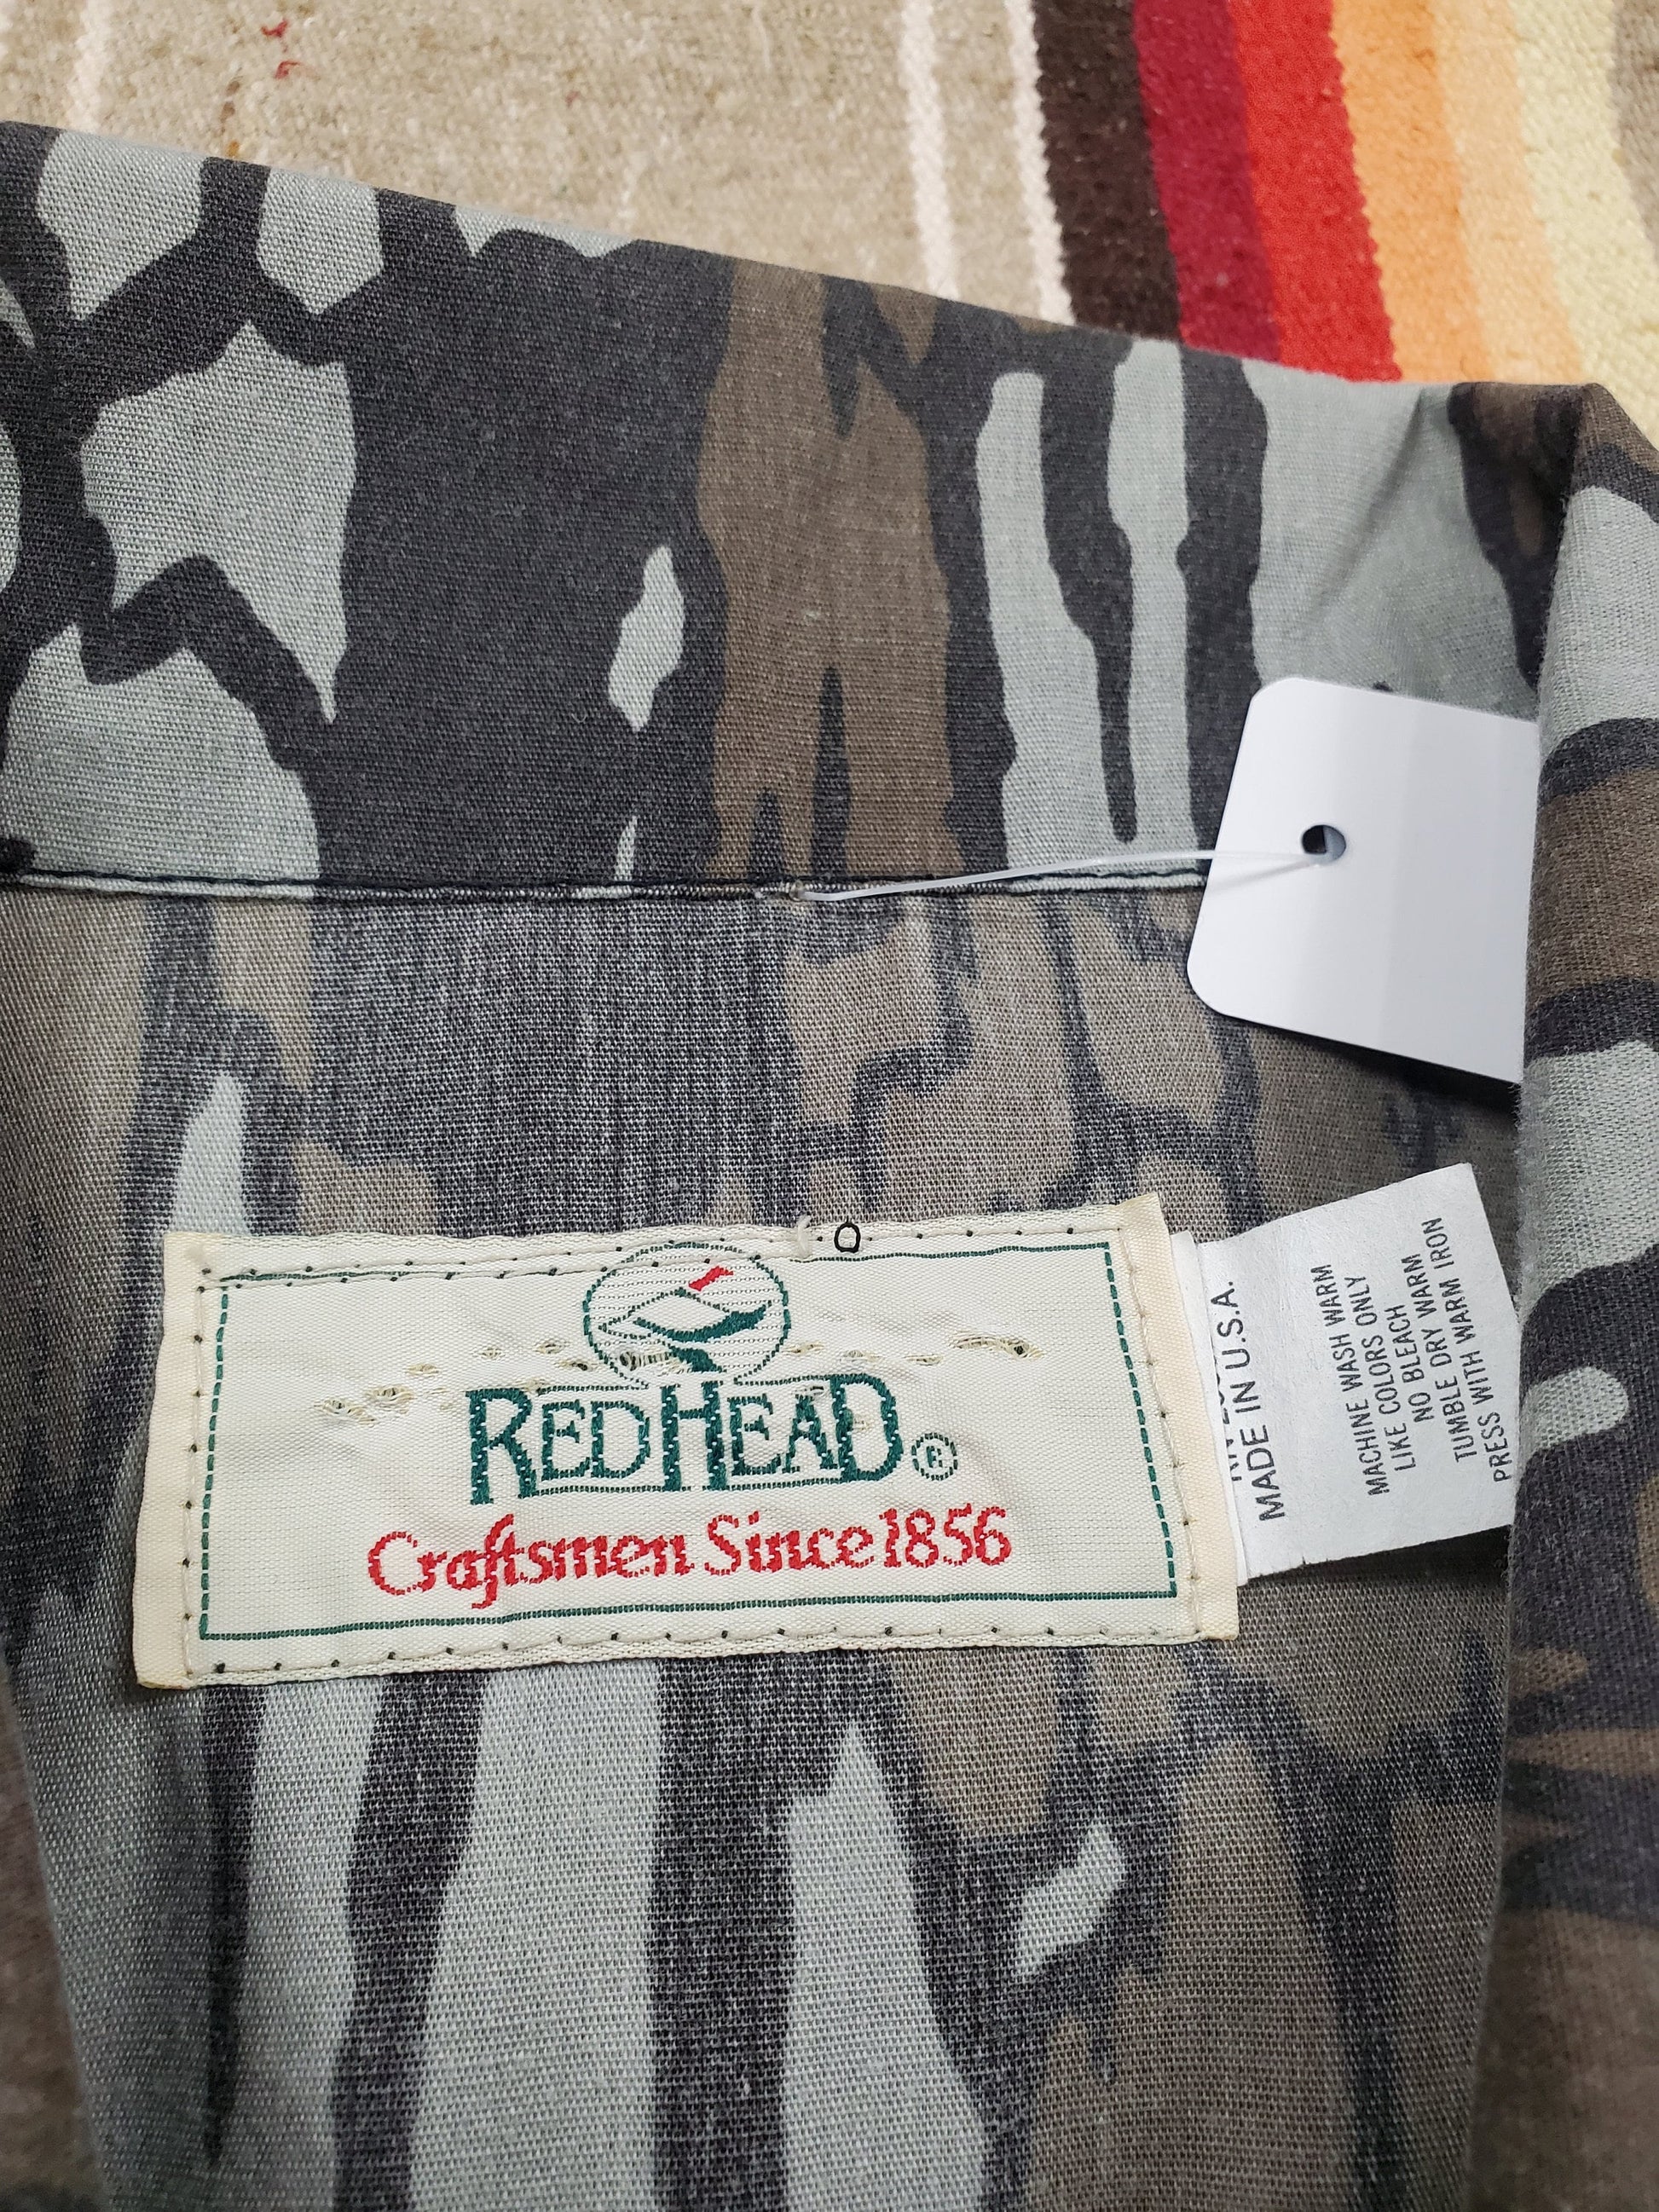 REDHEAD®
Craftsmen Since 1856
MADE IN U.S.A.
MACHINE WASH WARM
LIKE COLORS ONLY
NO BLEACH
TUMBLE DRY WARM
PRESS WITH WARM IRON